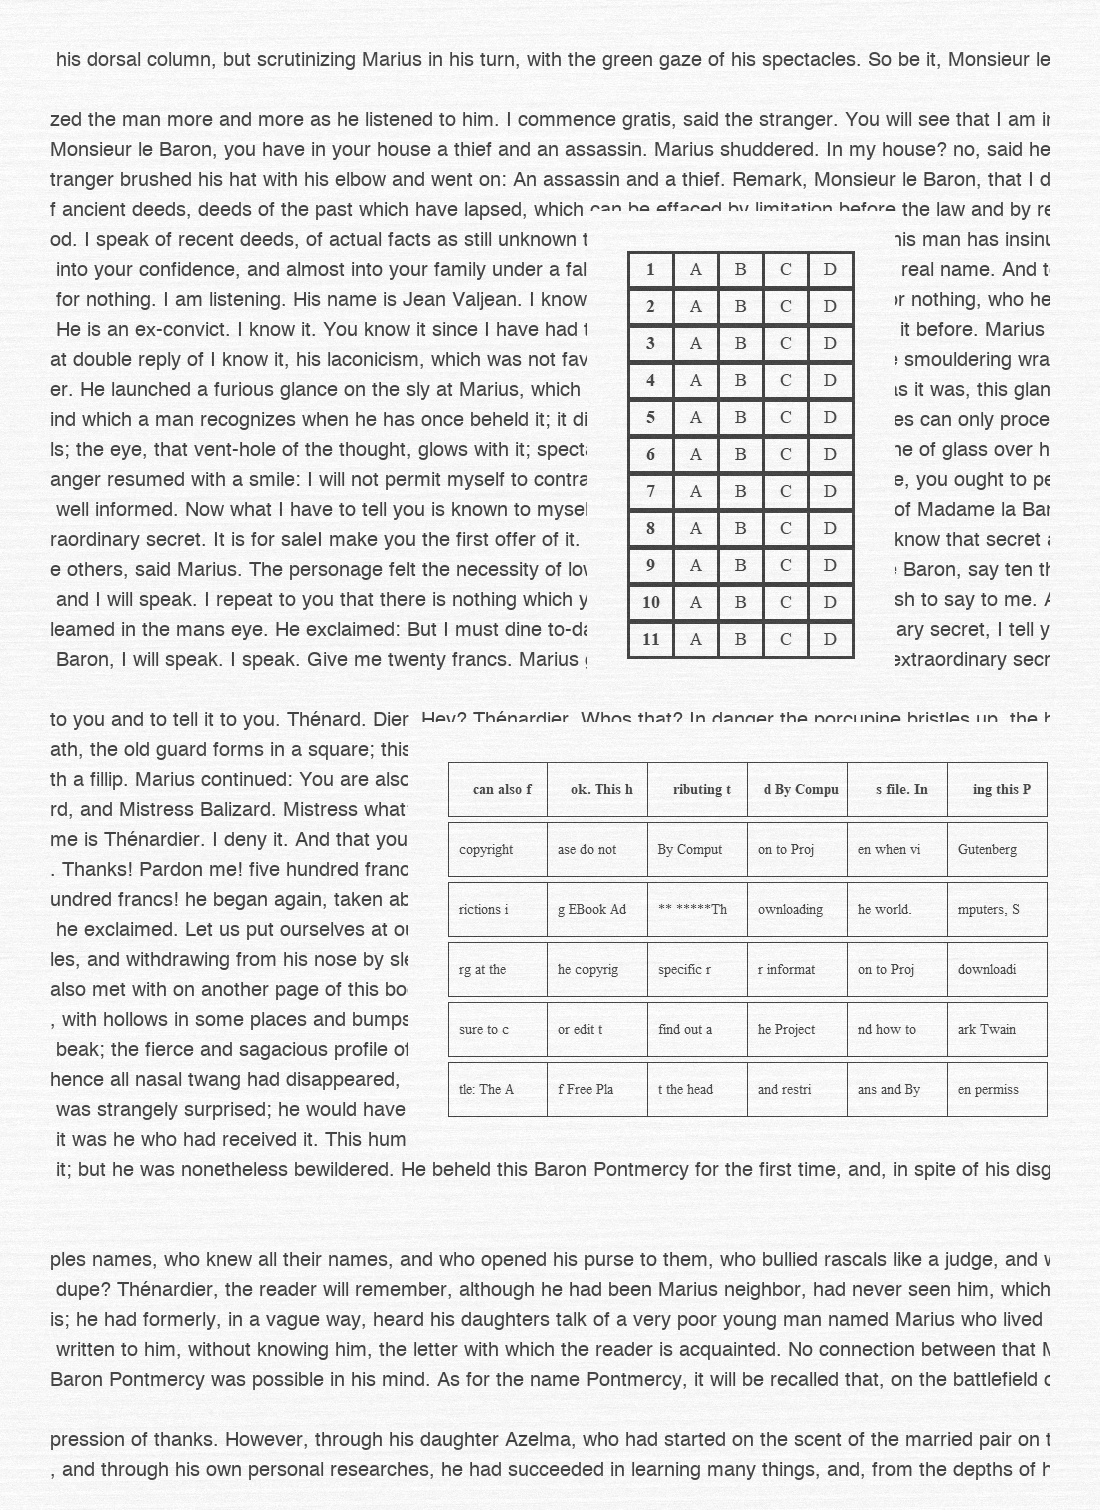 his dorsal column, but scrutinizing Marius in his turn, with the green gaze of his spectacles. So be it, Monsieur le
zed the man more and more as he listened to him. I commence gratis, said the stranger. You will see that I am
Monsieur le Baron, you have in your house a thief and an assassin. Marius shuddered. In my house? no, said he
tranger brushed his hat with his elbow and went on: An assassin and a thief. Remark, Monsieur le Baron, that I d
f ancient deeds, deeds of the past which have lapsed, which can be effaced by limitation before the law and by re
od. I speak of recent deeds, of actual facts as still unknown his man has insinu
into your confidence, and almost into your family under a fal real name. And
for nothing. I am listening. His name is Jean Valjean. I know r nothing, who he
He is an ex-convict. I know it. You know it since I have had it before. Marius
at double reply of I know it, his laconicism, which was not fav smouldering wra
er. He launched a furious glance on the sly at Marius, which as it was, this glan
ind which a man recognizes when he has once beheld it; it di es can only proce
ls; the eye, that vent-hole of the thought, glows with it; specta ne of glass over h
anger resumed with a smile: I will not permit myself to contra e, you ought to pe
well informed. Now what I have to tell you is known to mysel of Madame la Bar
raordinary secret. It is for saleI make you the first offer of it. know that secret
e others, said Marius. The personage felt the necessity of lo Baron, say ten th
and I will speak. I repeat to you that there is nothing which y sh to say to me. A
leamed in the mans eye. He exclaimed: But I must dine to-da ary secret, I tell y
Baron, I will speak. I speak. Give me twenty francs. Marius extraordinary secr
1 A B C D
2 A B C D
3 A B C D
4 A B C D
5 A B C D
6 A B C D
7 A B C D
8 A B C D
9 A B C D
10 A B C D
11 A B C D
to you and to tell it to you. Thénard. Dier Hey? Thénardier. Whos that? In danger the porcupine bristles up, the
ath, the old guard forms in a square; this
th a fillip. Marius continued: You are also
rd, and Mistress Balizard. Mistress what
me is Thénardier. I deny it. And that you
. Thanks! Pardon me! five hundred franc
undred francs! he began again, taken ab
he exclaimed. Let us put ourselves at ou
les, and withdrawing from his nose by sle
also met with on another page of this bo
, with hollows in some places and bumps
beak; the fierce and sagacious profile of
hence all nasal twang had disappeared,
was strangely surprised; he would have
it was he who had received it. This hum
can also f ok. This h ributing t d By Compu s file. In ing this P
copyright ase do not By Comput on to Proj en when vi Gutenberg
rictions i g EBook Ad ** *****Th ownloading he world. mputers, S
rg at the he copyrig specific r r informat on to Proj downloadi
sure to c or edit t find out a he Project nd how to ark Twain
tle: The A f Free Pla t the head and restri ans and By en permiss
it; but he was nonetheless bewildered. He beheld this Baron Pontmercy for the first time, and, in spite of his disg
ples names, who knew all their names, and who opened his purse to them, who bullied rascals like a judge, and
dupe? Thénardier, the reader will remember, although he had been Marius neighbor, had never seen him, which
is; he had formerly, in a vague way, heard his daughters talk of a very poor young man named Marius who lived
written to him, without knowing him, the letter with which the reader is acquainted. No connection between that
Baron Pontmercy was possible in his mind. As for the name Pontmercy, it will be recalled that, on the battlefield
pression of thanks. However, through his daughter Azelma, who had started on the scent of the married pair on
, and through his own personal researches, he had succeeded in learning many things, and, from the depths of